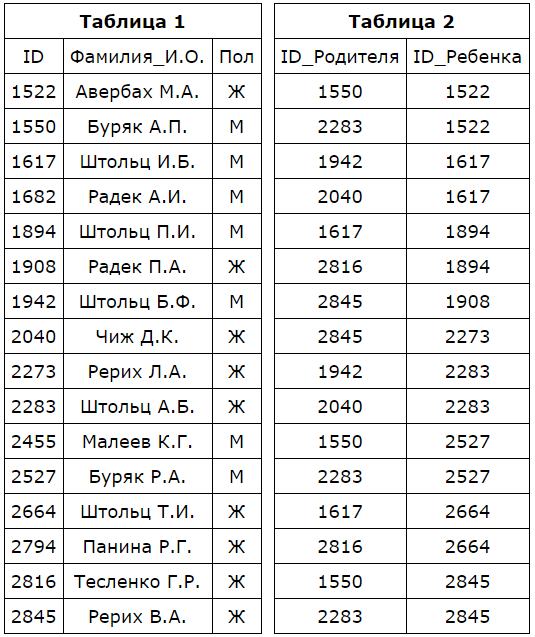 Таблица 1 Таблица 2
ID Фамилия_И.О. Пол ID_Родителя ID_Ребенка
1522 Авербах М.А. Ж 1550 1522
1550 Буряк А.П. М 2283 1522
1617 Штольц И.Б. М 1942 1617
1682 Радек А.И. М 2040 1617
1894 Штольц П.И. М 1617 1894
1908 Радек П.А. Ж 2816 1894
1942 Штольц Б.Ф. М 2845 1908
2040 Чиж Д.К. Ж 2845 2273
2273 Рерих Л.А. Ж 1942 2283
2283 Штольц А.Б. Ж 2040 2283
2455 Малеев К.Г. М 1550 2527
2527 Буряк Р.А. М 2283 2527
2664 Штольц Т.И. Ж 1617 2664
2794 Панина Р.Г. Ж 2816 2664
2816 Тесленко Г.Р. Ж 1550 2845
2845 Рерих В.А. Ж 2283 2845